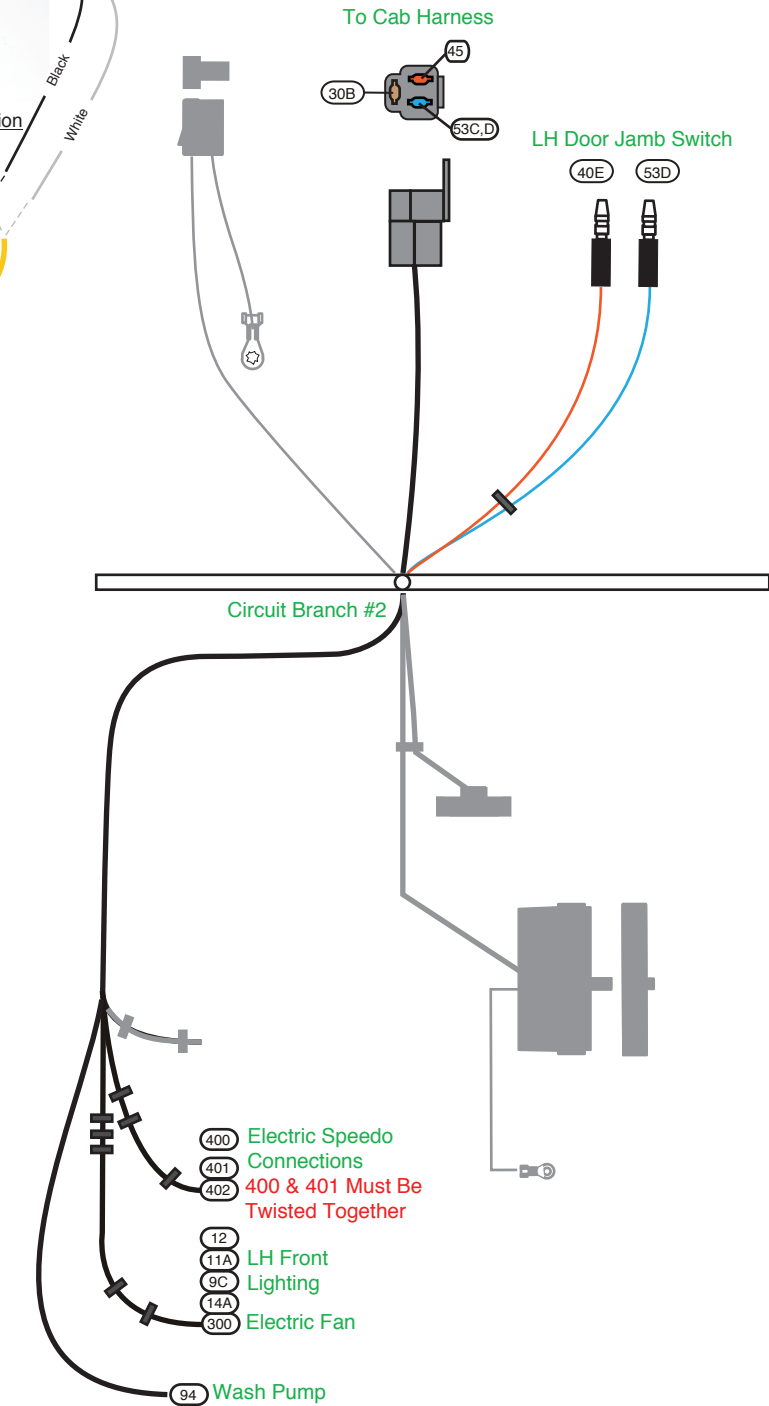 To Cab Harness
45
30B
53C,D
Black
White
LH Door Jamb Switch
40E
53D
Circuit Branch #2
400
Electric Speedo
401
Connections
402
400 & 401 Must Be
Twisted Together
12
11A
LH Front
9C
Lighting
14A
300
Electric Fan
94
Wash Pump